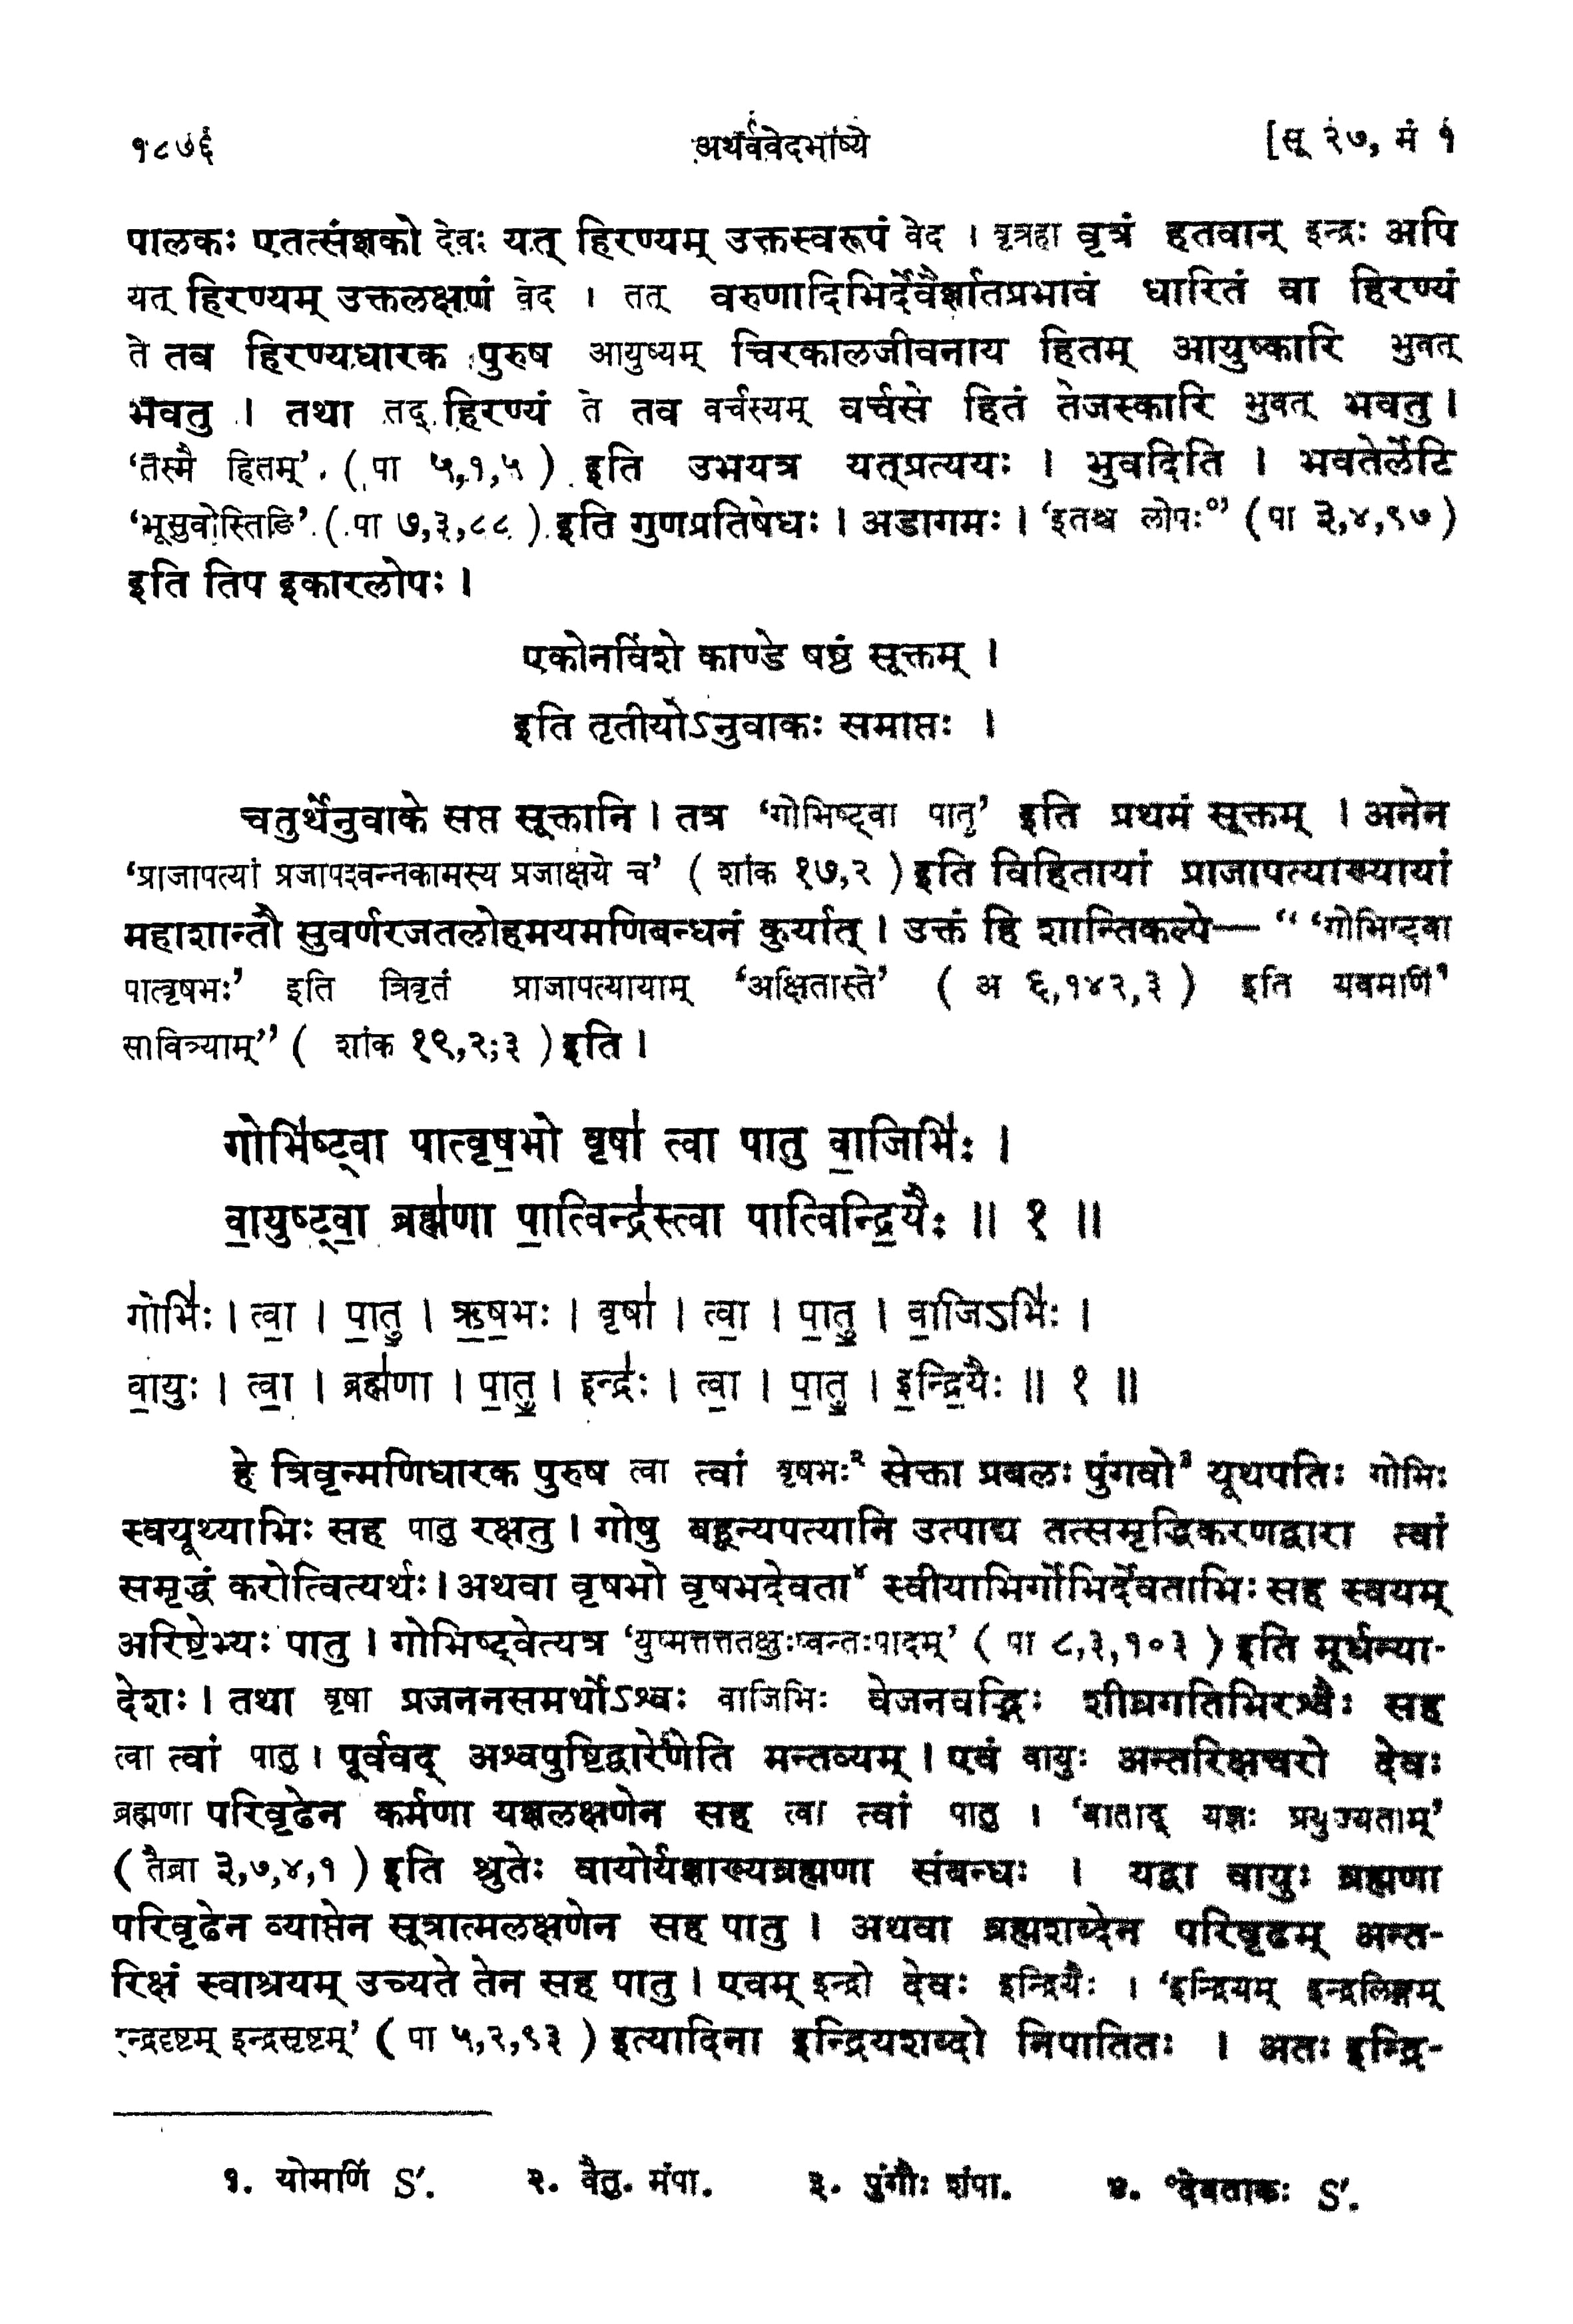 १८७६ अथर्ववेदभाष्ये [सू २७, मं १
पालकः एतत्संज्ञको देवः यत् हिरण्यम् उक्तस्वरूपं वेद । वृत्रहा वृत्रं हतवान् इन्द्रः अपि
यत् हिरण्यम् उक्तलक्षणं वेद । तत् वरुणादिभिर्देवैर्ज्ञातप्रभावं धारितं वा हिरण्यं
ते तव हिरण्यधारक पुरुष आयुष्यम् चिरकालजीवनाय हितम् आयुष्कारि भुवत्
भवतु । तथा तद् हिरण्यं ते तव वर्चस्यम् वर्चसे हितं तेजस्कारि भुवत् भवतु ।
‘तस्मै हितम्’ ( पा ५,१,५ ) इति उभयत्र यत्प्रत्ययः । भुवदिति । भवतेर्लेटि
‘भूसुवोस्तिङि’ ( पा ७,३,८८ ) इति गुणप्रतिषेधः । अडागमः । ‘इतश्च लोपः°’ (पा ३,४,९७ )
इति तिप इकारलोपः ।
एकोनविंशे काण्डे षष्ठं सूक्तम् ।
इति तृतीयोऽनुवाकः समाप्तः ।
चतुर्थेनुवाके सप्त सूक्तानि । तत्र ‘गोभिष्ट्वा पातु’ इति प्रथमं सूक्तम् । अनेन
‘प्राजापत्यां प्रजापश्वन्नकामस्य प्रजाक्षये च’ ( शांक १७,२ ) इति विहितायां प्राजापत्याख्यायां
महाशान्तौ सुवर्णरजतलोहमयमणिबन्धनं कुर्यात् । उक्तं हि शान्तिकल्पे— “ ‘गोभिष्ट्वा
पात्वृषभः’ इति त्रिवृतं प्राजापत्यायाम् ‘अक्षितास्ते’ ( अ ६,१४२,३ ) इति यवमणिं¹
सावित्र्याम्” ( शांक १९,२;३ ) इति ।
गोभि॑ष्ट्वा पात्वृष॒भो वृषा॑ त्वा पातु वा॒जिभिः॑ ।
वा॒युष्ट्वा॒ ब्रह्म॑णा पा॒त्विन्द्र॑स्त्वा पात्विन्द्रि॒यैः॑ ॥ १ ॥
गोभिः॑ । त्वा॒ । पा॒तु॒ । ऋ॒ष॒भः । वृषा॑ । त्वा॒ । पा॒तु॒ । वा॒जिऽभिः॑ ।
वा॒युः । त्वा॒ । ब्रह्म॑णा । पा॒तु॒ । इन्द्रः॑ । त्वा॒ । पा॒तु॒ । इ॒न्द्रि॒यैः ॥ १ ॥
हे त्रिवृन्मणिधारक पुरुष त्वा त्वां वृषभः² सेक्ता प्रबलः पुंगवो³ यूथपतिः गोभिः
स्वयूथ्याभिः सह पातु रक्षतु । गोषु बहून्यपत्यानि उत्पाद्य तत्समृद्धिकरणद्वारा त्वां
समृद्धं करोत्वित्यर्थः । अथवा वृषभो वृषभदेवता⁴ स्वीयाभिर्गोभिर्देवताभिः सह स्वयम्
अरिष्टेभ्यः पातु । गोभिष्ट्वेत्यत्र ‘युष्मत्तत्ततक्षुःष्वन्तःपादम्’ ( पा ८,३,१०३ ) इति मूर्धन्या-
देशः । तथा वृषा प्रजननसमर्थोऽश्वः वाजिभिः वेजनवद्भिः शीघ्रगतिभिरश्वैः सह
त्वा त्वां पातु । पूर्ववद् अश्वपुष्टिद्वारेणेति मन्तव्यम् । एवं वायुः अन्तरिक्षचरो देवः
ब्रह्मणा परिवृढेन कर्मणा यज्ञलक्षणेन सह त्वा त्वां पातु । ‘वाताद् यज्ञः प्रयुज्यताम्’
( तैब्रा ३,७,४,१ ) इति श्रुतेः वायोर्यज्ञाख्यब्रह्मणा संबन्धः । यद्वा वायुः ब्रह्मणा
परिवृढेन व्याप्तेन सूत्रात्मलक्षणेन सह पातु । अथवा ब्रह्मशब्देन परिवृढम् अन्त-
रिक्षं स्वाश्रयम् उच्यते तेन सह पातु । एवम् इन्द्रो देवः इन्द्रियैः । ‘इन्द्रियम् इन्द्रलिङ्गम्
इन्द्रदृष्टम् इन्द्रसृष्टम्’ ( पा ५,२,९३ ) इत्यादिना इन्द्रियशब्दो निपातितः । अतः इन्द्रि-
१. योमणिं S′. २. वैतु. मंपा. ३. पुंगौः शंपा. ४. °देवताकः S′.